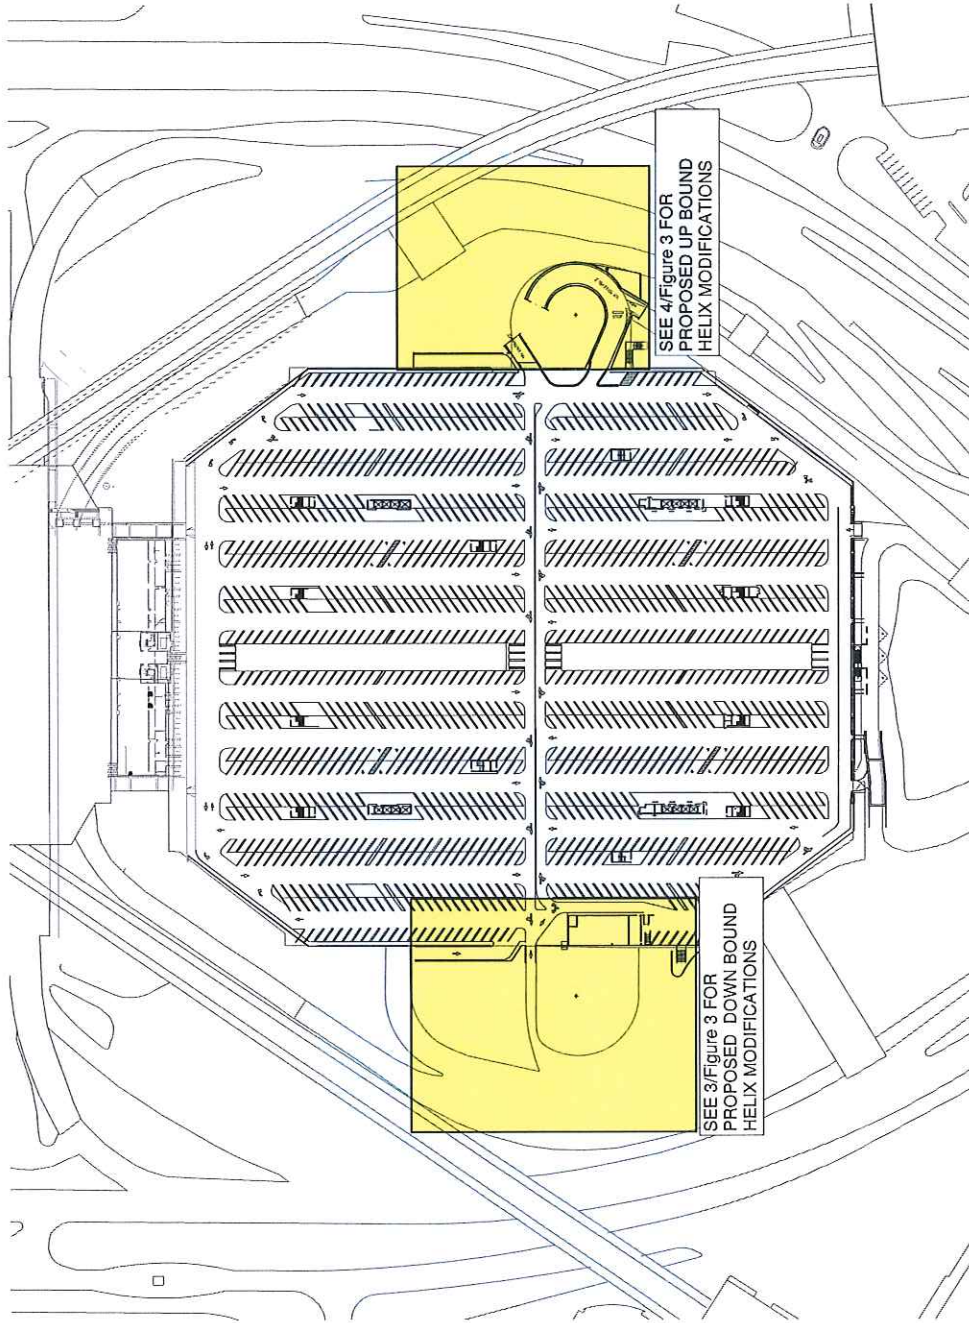 SEE 4/Figure 3 FOR
PROPOSED UP BOUND
HELIX MODIFICATIONS
SEE 3/Figure 3 FOR
PROPOSED DOWN BOUND
HELIX MODIFICATIONS